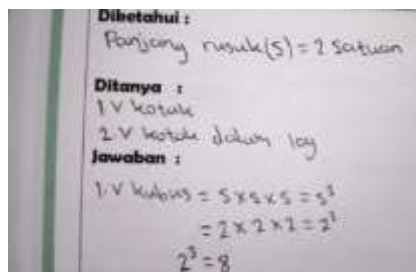 Diketahui :
Panjang rusuk (s) = 2 Satuan
Ditanya :
1 V kotak
2. V kotak dalam log
Jawaban :
1. V kubus = s x s x s = s³
= 2 x 2 x 2 = 2³
2³ = 8